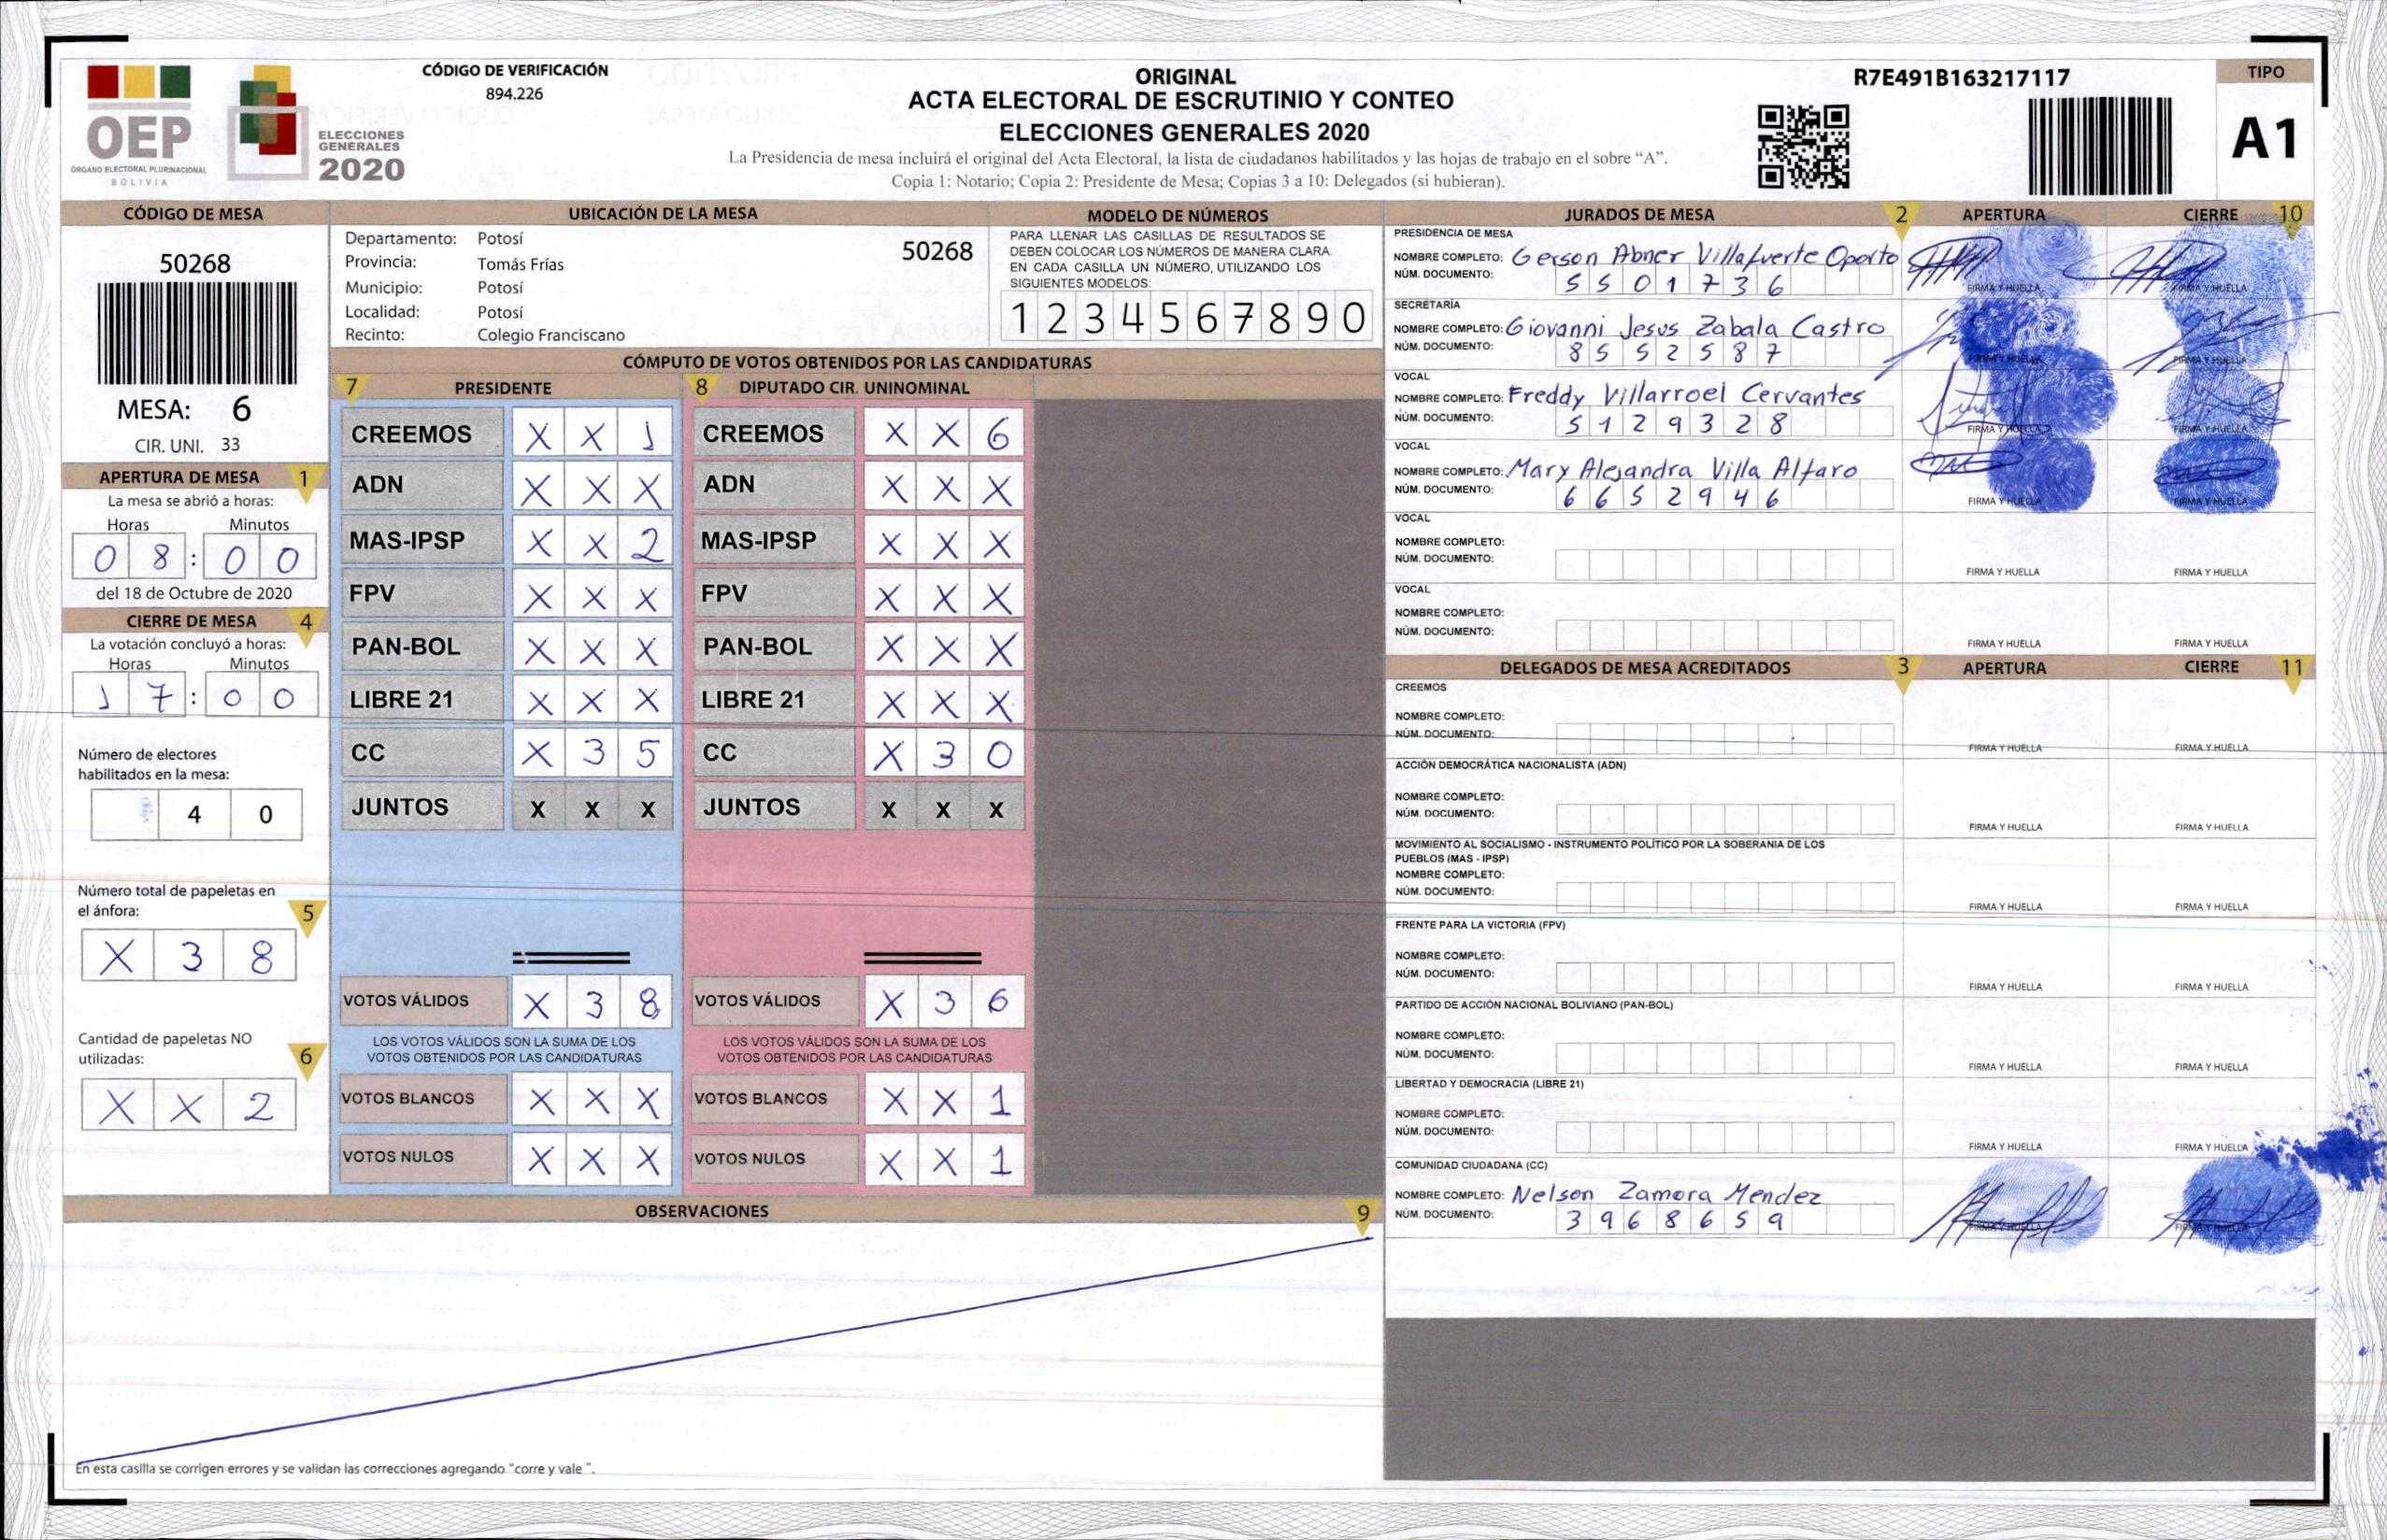 OEP
ÓRGANO ELECTORAL PLURINACIONAL
BOLIVIA
ELECCIONES
GENERALES
2020
CÓDIGO DE VERIFICACIÓN
894.226
ORIGINAL
ACTA ELECTORAL DE ESCRUTINIO Y CONTEO
ELECCIONES GENERALES 2020
La Presidencia de mesa incluirá el original del Acta Electoral, la lista de ciudadanos habilitados y las hojas de trabajo en el sobre “A”.
Copia 1: Notario; Copia 2: Presidente de Mesa; Copias 3 a 10: Delegados (si hubieran).
R7E491B163217117
TIPO
A1
CÓDIGO DE MESA
50268
MESA: 6
CIR. UNI. 33
APERTURA DE MESA 1
La mesa se abrió a horas:
Horas Minutos
0 8 : 0 0
del 18 de Octubre de 2020
CIERRE DE MESA 4
La votación concluyó a horas:
Horas Minutos
1 7 : 0 0
Número de electores
habilitados en la mesa:
4 0
Número total de papeletas en
el ánfora: 5
X 3 8
Cantidad de papeletas NO
utilizadas: 6
X X 2
UBICACIÓN DE LA MESA
Departamento: Potosí 50268
Provincia: Tomás Frías
Municipio: Potosí
Localidad: Potosí
Recinto: Colegio Franciscano
MODELO DE NÚMEROS
PARA LLENAR LAS CASILLAS DE RESULTADOS SE
DEBEN COLOCAR LOS NÚMEROS DE MANERA CLARA.
EN CADA CASILLA UN NÚMERO, UTILIZANDO LOS
SIGUIENTES MODELOS:
1 2 3 4 5 6 7 8 9 0
CÓMPUTO DE VOTOS OBTENIDOS POR LAS CANDIDATURAS
7 PRESIDENTE 8 DIPUTADO CIR. UNINOMINAL
CREEMOS X X 1 CREEMOS X X 6
ADN X X X ADN X X X
MAS-IPSP X X 2 MAS-IPSP X X X
FPV X X X FPV X X X
PAN-BOL X X X PAN-BOL X X X
LIBRE 21 X X X LIBRE 21 X X X
CC X 3 5 CC X 3 0
JUNTOS X X X JUNTOS X X X
VOTOS VÁLIDOS X 3 8 VOTOS VÁLIDOS X 3 6
LOS VOTOS VÁLIDOS SON LA SUMA DE LOS LOS VOTOS VÁLIDOS SON LA SUMA DE LOS
VOTOS OBTENIDOS POR LAS CANDIDATURAS VOTOS OBTENIDOS POR LAS CANDIDATURAS
VOTOS BLANCOS X X X VOTOS BLANCOS X X 1
VOTOS NULOS X X X VOTOS NULOS X X 1
OBSERVACIONES 9
En esta casilla se corrigen errores y se validan las correcciones agregando "corre y vale ".
JURADOS DE MESA 2 APERTURA CIERRE 10
PRESIDENCIA DE MESA
NOMBRE COMPLETO: Gerson Abner Villafuerte Oporto
NÚM. DOCUMENTO: 5 5 0 1 7 3 6 FIRMA Y HUELLA FIRMA Y HUELLA
SECRETARÍA
NOMBRE COMPLETO: Giovanni Jesus Zabala Castro
NÚM. DOCUMENTO: 8 5 5 2 5 8 7 FIRMA Y HUELLA FIRMA Y HUELLA
VOCAL
NOMBRE COMPLETO: Freddy Villarroel Cervantes
NÚM. DOCUMENTO: 5 1 2 9 3 2 8 FIRMA Y HUELLA FIRMA Y HUELLA
VOCAL
NOMBRE COMPLETO: Mary Alejandra Villa Alfaro
NÚM. DOCUMENTO: 6 6 5 2 9 4 6 FIRMA Y HUELLA FIRMA Y HUELLA
VOCAL
NOMBRE COMPLETO:
NÚM. DOCUMENTO: FIRMA Y HUELLA FIRMA Y HUELLA
VOCAL
NOMBRE COMPLETO:
NÚM. DOCUMENTO: FIRMA Y HUELLA FIRMA Y HUELLA
DELEGADOS DE MESA ACREDITADOS 3 APERTURA CIERRE 11
CREEMOS
NOMBRE COMPLETO:
NÚM. DOCUMENTO: FIRMA Y HUELLA FIRMA Y HUELLA
ACCIÓN DEMOCRÁTICA NACIONALISTA (ADN)
NOMBRE COMPLETO:
NÚM. DOCUMENTO: FIRMA Y HUELLA FIRMA Y HUELLA
MOVIMIENTO AL SOCIALISMO - INSTRUMENTO POLÍTICO POR LA SOBERANIA DE LOS
PUEBLOS (MAS - IPSP)
NOMBRE COMPLETO:
NÚM. DOCUMENTO: FIRMA Y HUELLA FIRMA Y HUELLA
FRENTE PARA LA VICTORIA (FPV)
NOMBRE COMPLETO:
NÚM. DOCUMENTO: FIRMA Y HUELLA FIRMA Y HUELLA
PARTIDO DE ACCIÓN NACIONAL BOLIVIANO (PAN-BOL)
NOMBRE COMPLETO:
NÚM. DOCUMENTO: FIRMA Y HUELLA FIRMA Y HUELLA
LIBERTAD Y DEMOCRACIA (LIBRE 21)
NOMBRE COMPLETO:
NÚM. DOCUMENTO: FIRMA Y HUELLA FIRMA Y HUELLA
COMUNIDAD CIUDADANA (CC)
NOMBRE COMPLETO: Nelson Zamora Mendez
NÚM. DOCUMENTO: 3 9 6 8 6 5 9 FIRMA Y HUELLA FIRMA Y HUELLA